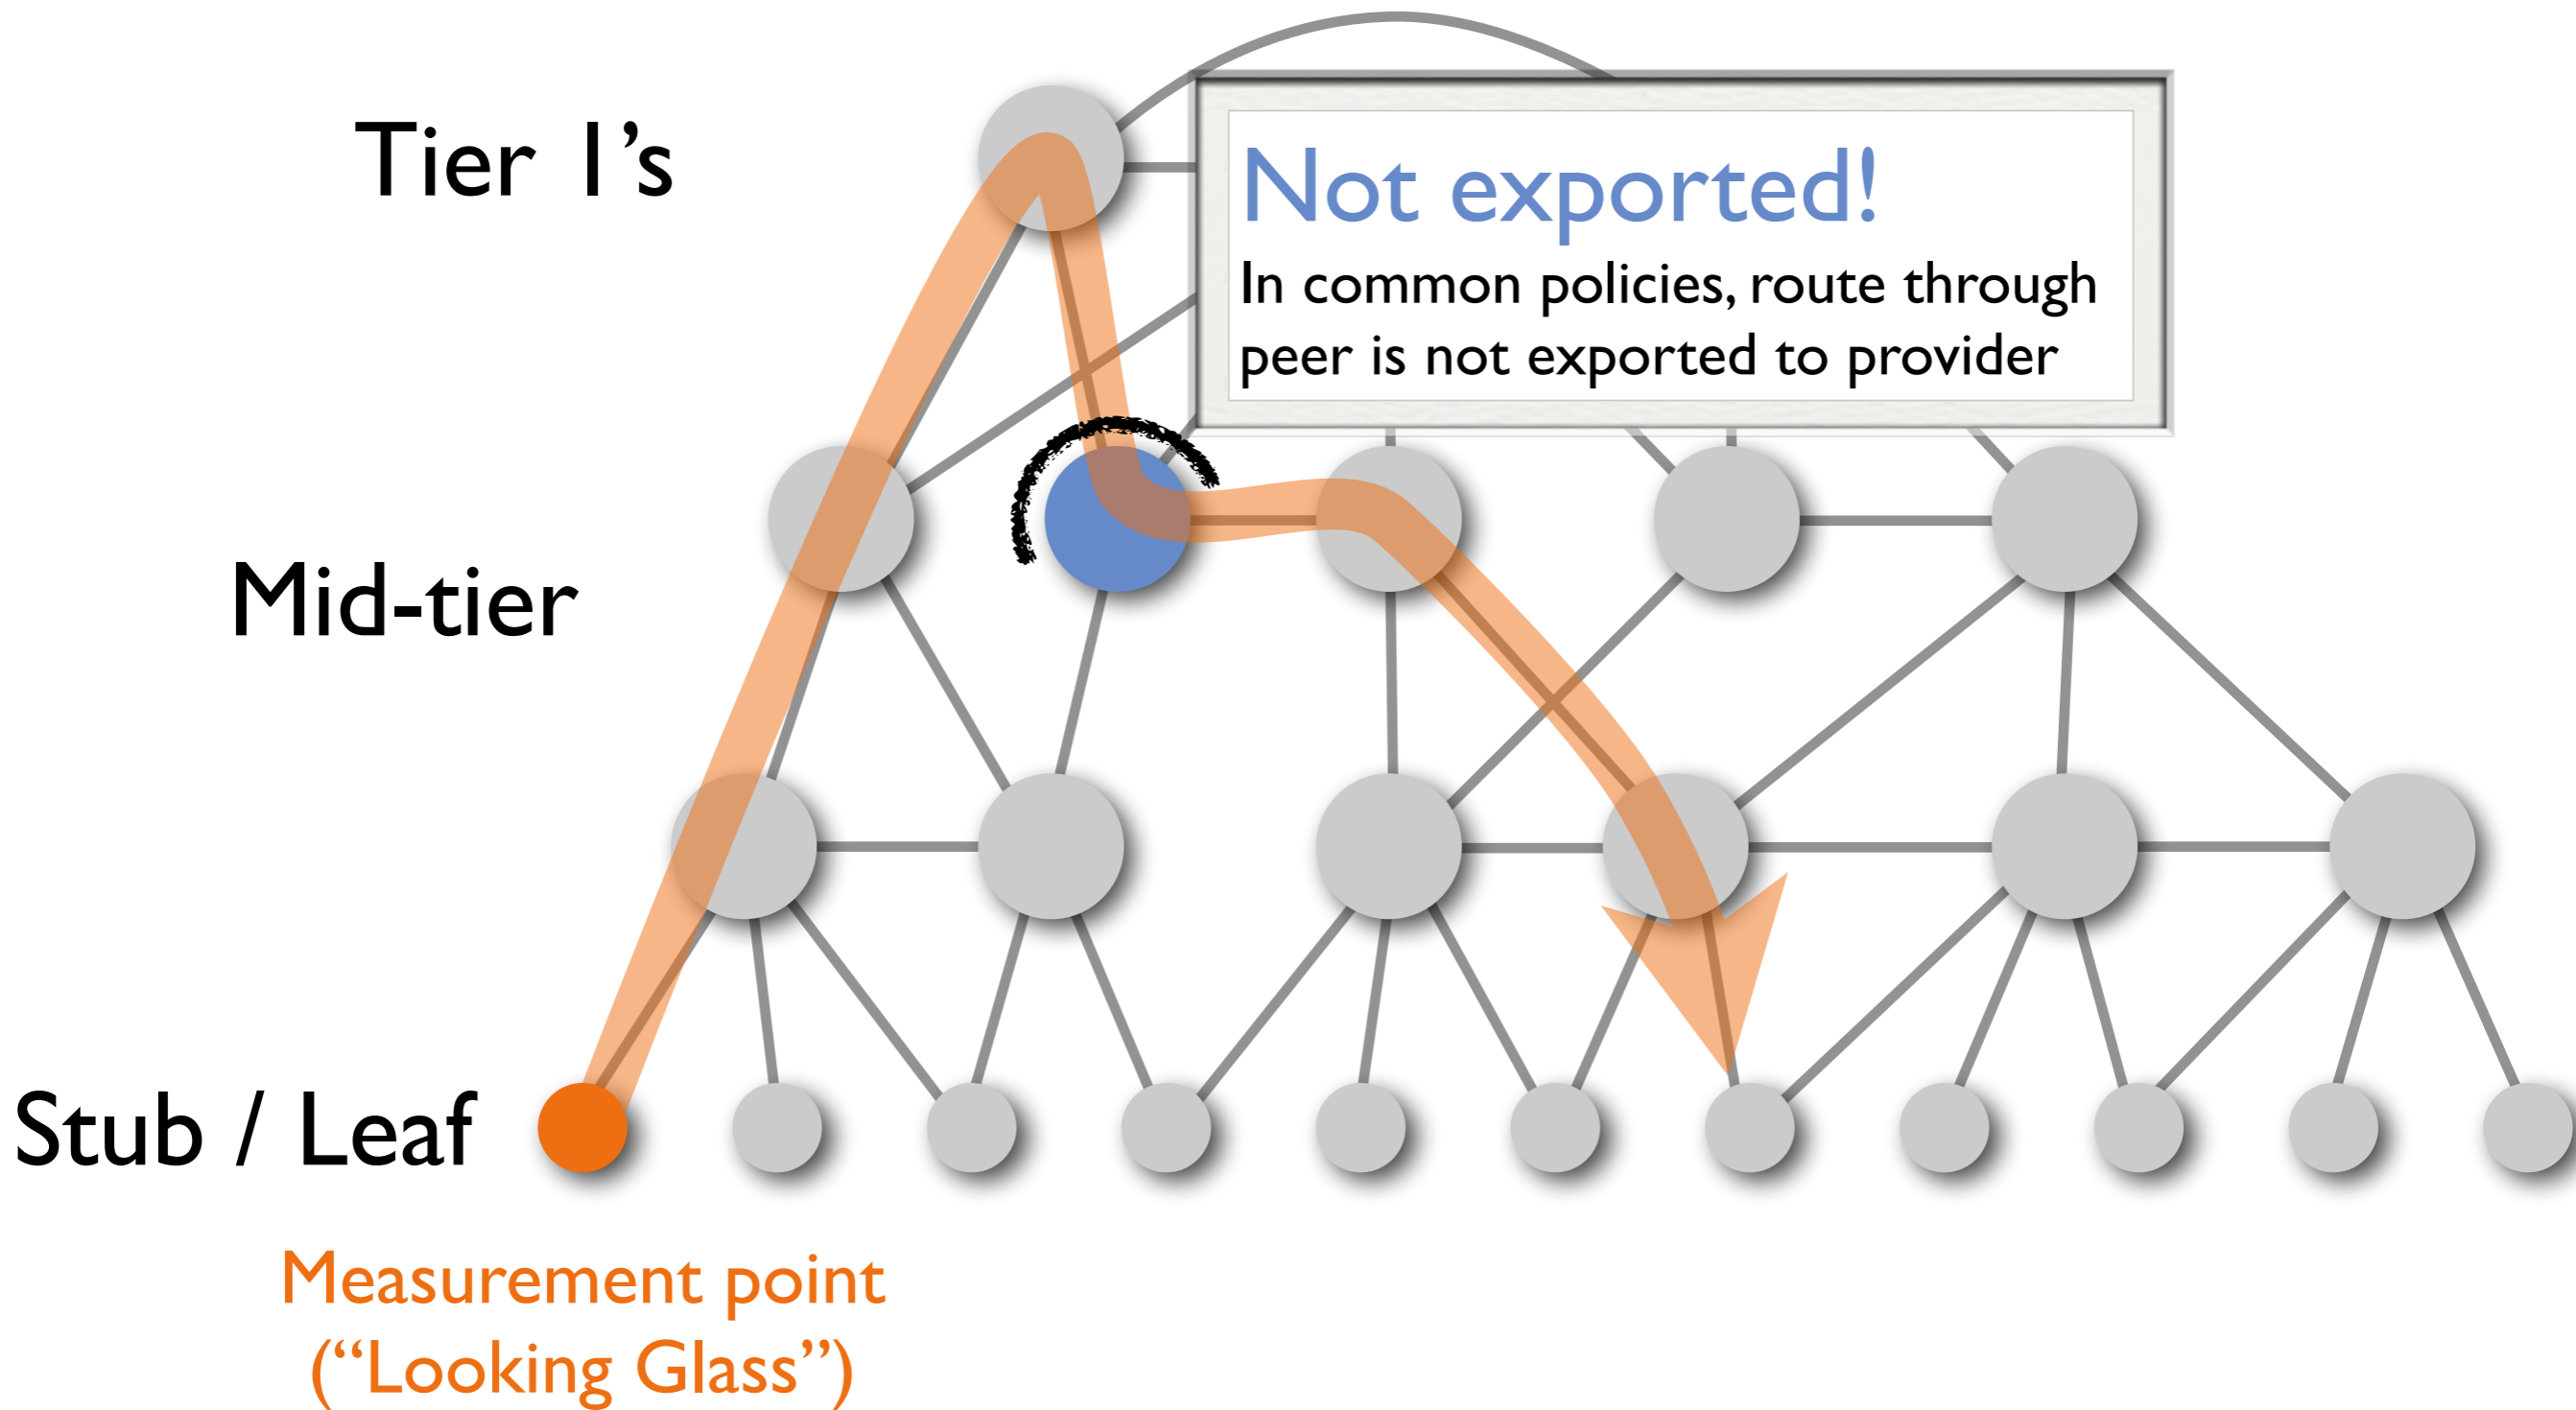 Tier 1's
Not exported!
In common policies, route through
peer is not exported to provider
Mid-tier
Stub / Leaf
Measurement point
(“Looking Glass”)